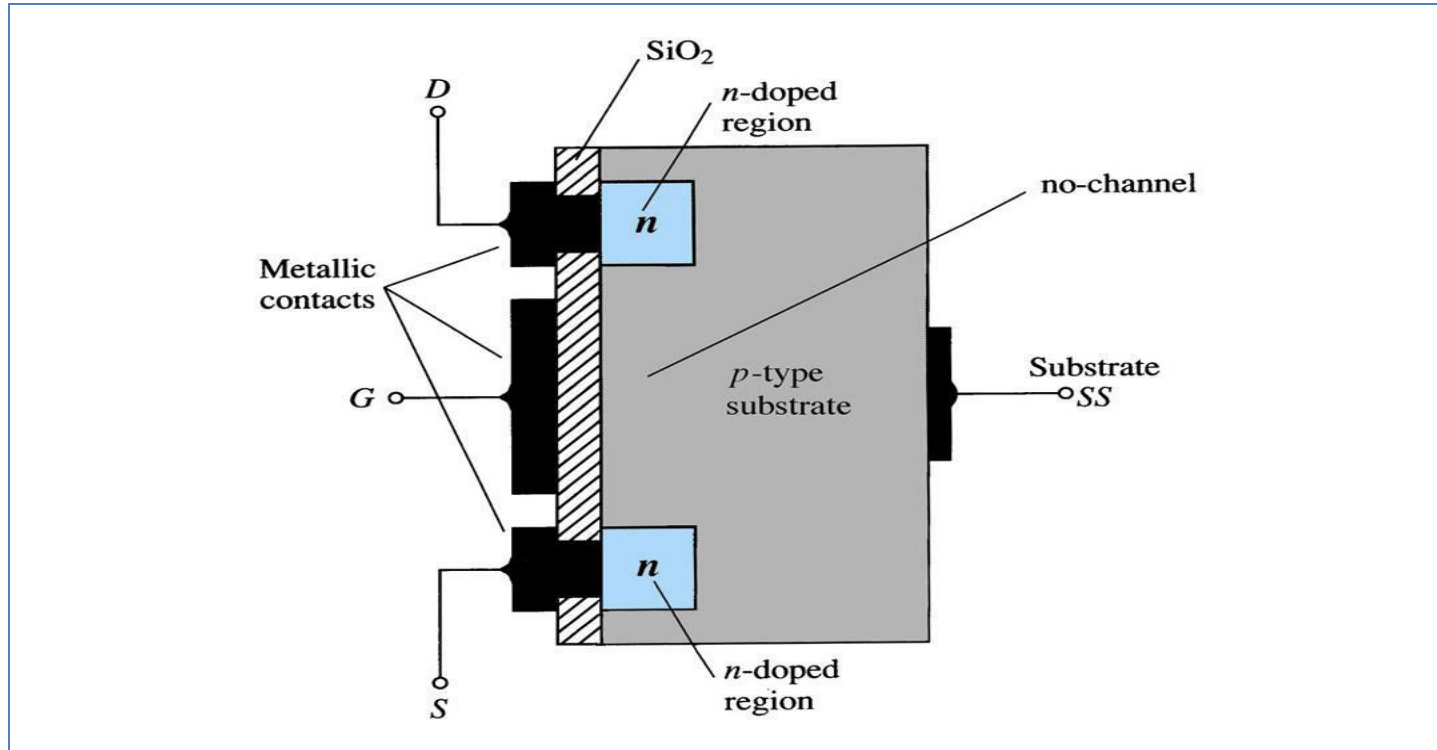 SiO₂
D
n-doped
region
no-channel
n
Metallic
contacts
p-type
substrate
Substrate
G
SS
n
n-doped
region
S